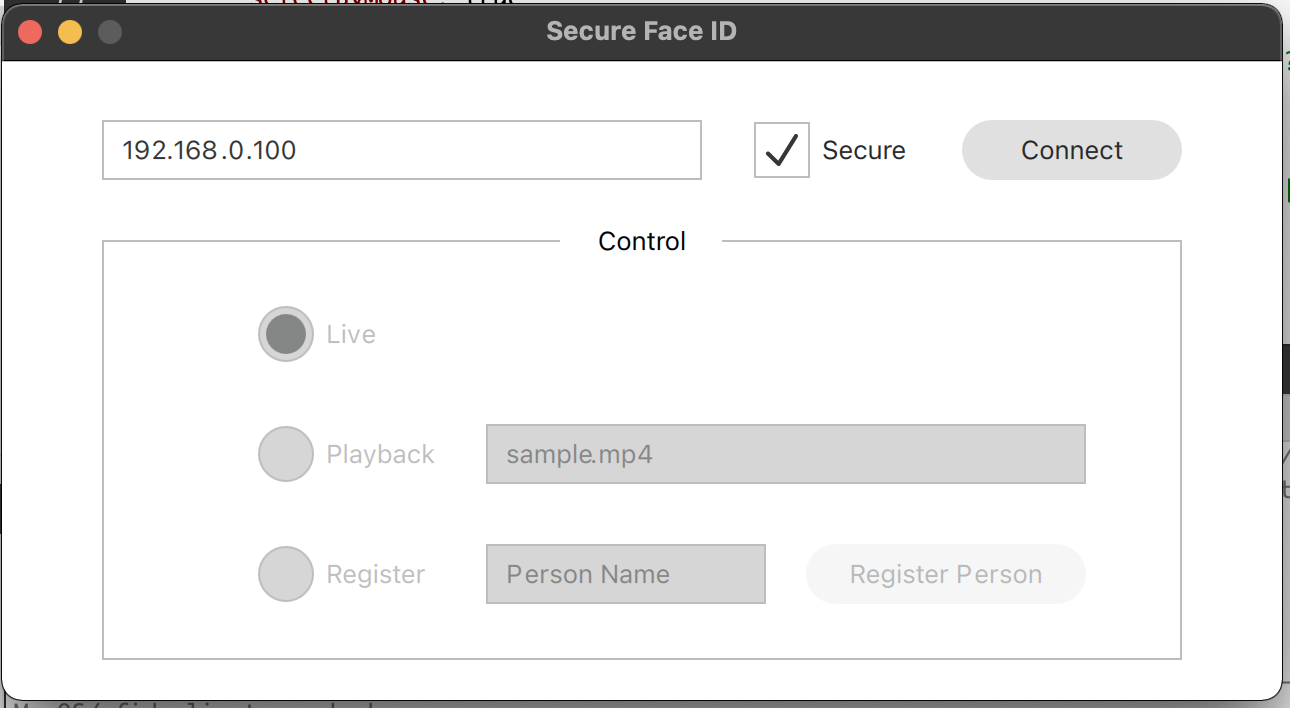 Secure Face ID
192.168.0.100
Secure
Connect
Control
Live
Playback
sample.mp4
Register
Person Name
Register Person